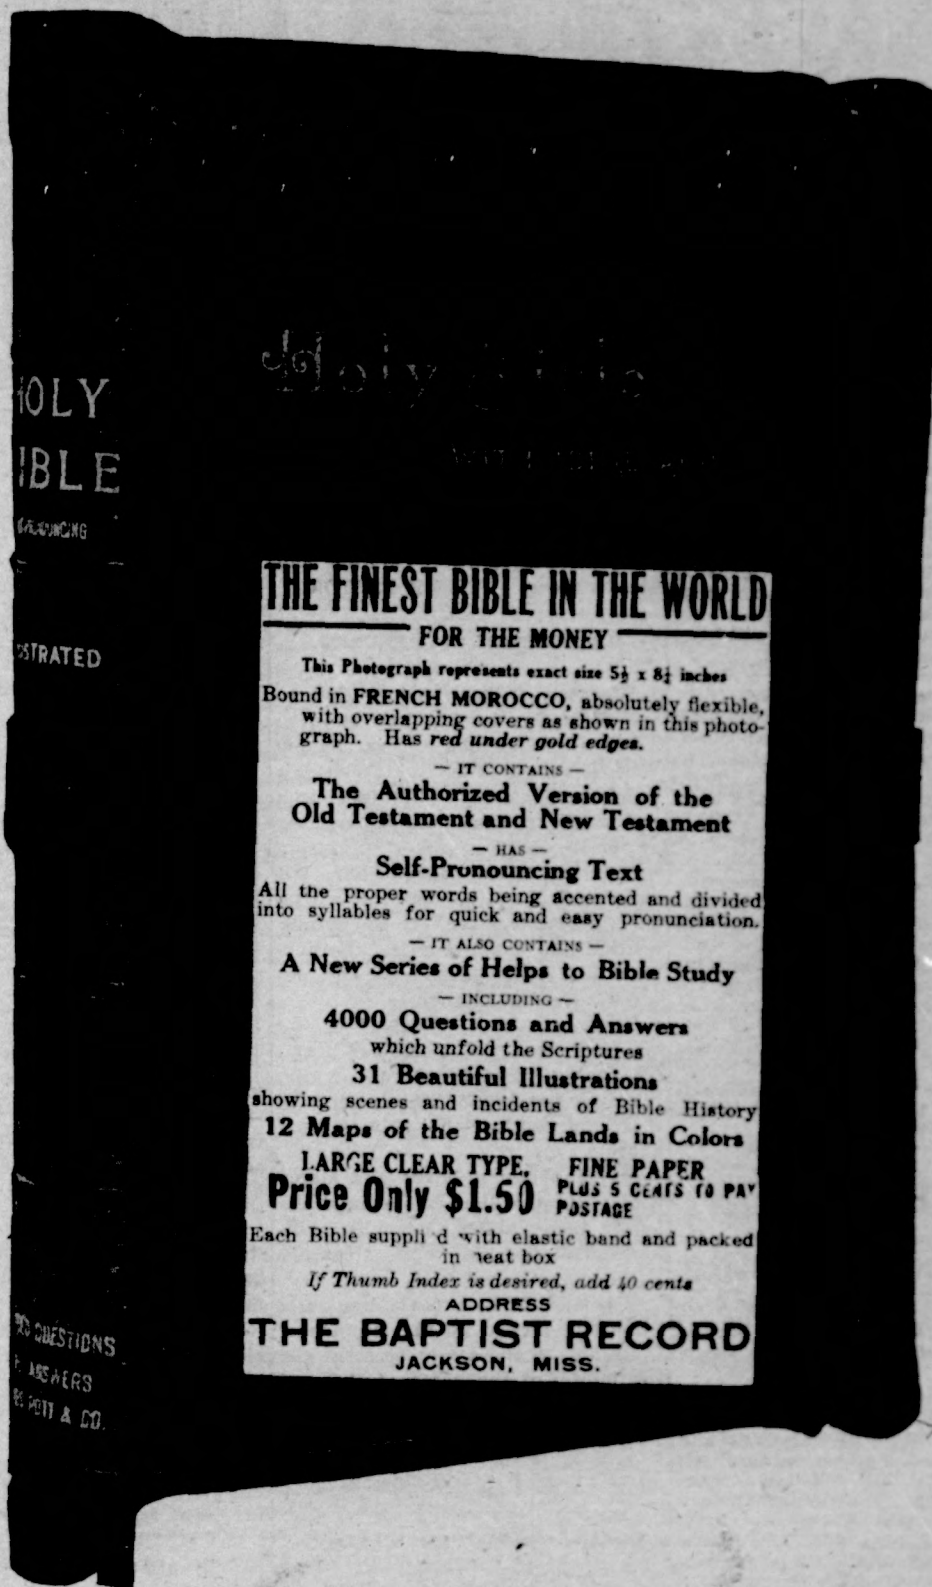 HOLY
IBLE
STRATED
Holy
THE FINEST BIBLE IN THE WORLD
FOR THE MONEY
This Photograph represents exact size 5½ x 8¼ inches
Bound in FRENCH MOROCCO, absolutely flexible,
with overlapping covers as shown in this photo-
graph. Has red under gold edges.
— IT CONTAINS —
The Authorized Version of the
Old Testament and New Testament
— HAS —
Self-Pronouncing Text
All the proper words being accented and divided
into syllables for quick and easy pronunciation.
— IT ALSO CONTAINS —
A New Series of Helps to Bible Study
— INCLUDING —
4000 Questions and Answers
which unfold the Scriptures
31 Beautiful Illustrations
showing scenes and incidents of Bible History
12 Maps of the Bible Lands in Colors
LARGE CLEAR TYPE. FINE PAPER
Price Only $1.50 PLUS 5 CENTS TO PAY
POSTAGE
Each Bible suppli d with elastic band and packed
in neat box
If Thumb Index is desired, add 40 cents
ADDRESS
THE BAPTIST RECORD
JACKSON, MISS.
QUESTIONS
ANSWERS
POTT & CO.